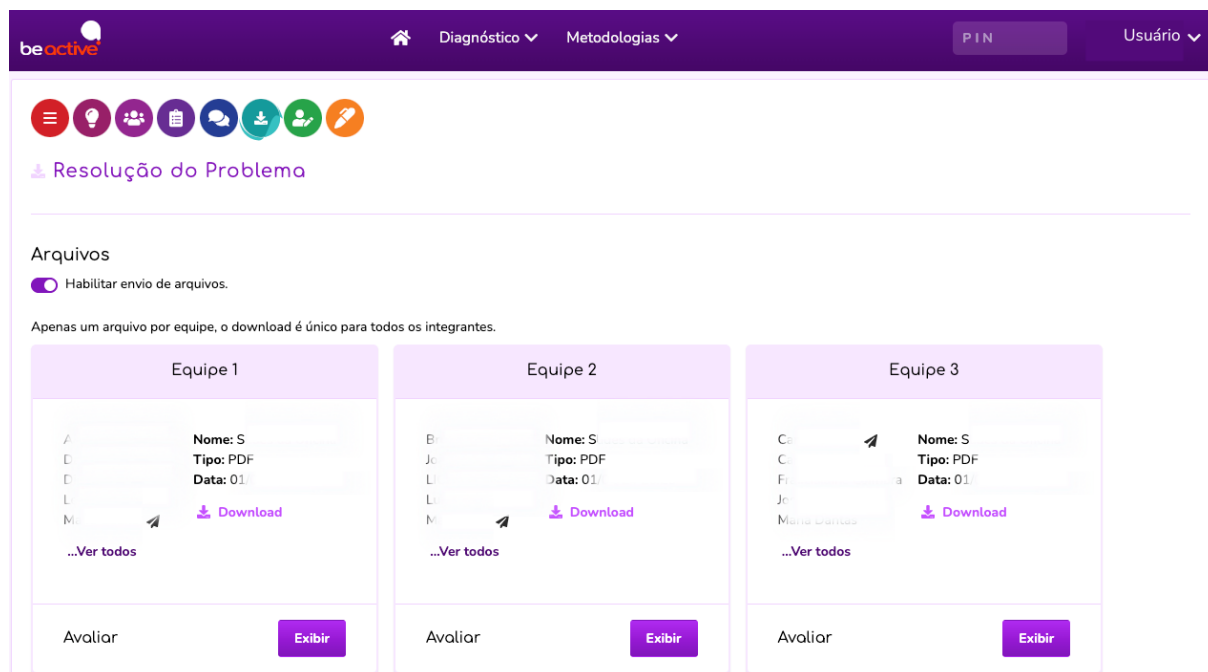 beactive
Diagnóstico
Metodologias
PIN
Usuário
Resolução do Problema
Arquivos
Habilitar envio de arquivos.
Apenas um arquivo por equipe, o download é único para todos os integrantes.
Equipe 1
Nome: S
Tipo: PDF
Data: 01/
Download
...Ver todos
Avaliar
Exibir
Equipe 2
Nome: S
Tipo: PDF
Data: 01/
Download
...Ver todos
Avaliar
Exibir
Equipe 3
Nome: S
Tipo: PDF
Data: 01/
Download
...Ver todos
Avaliar
Exibir